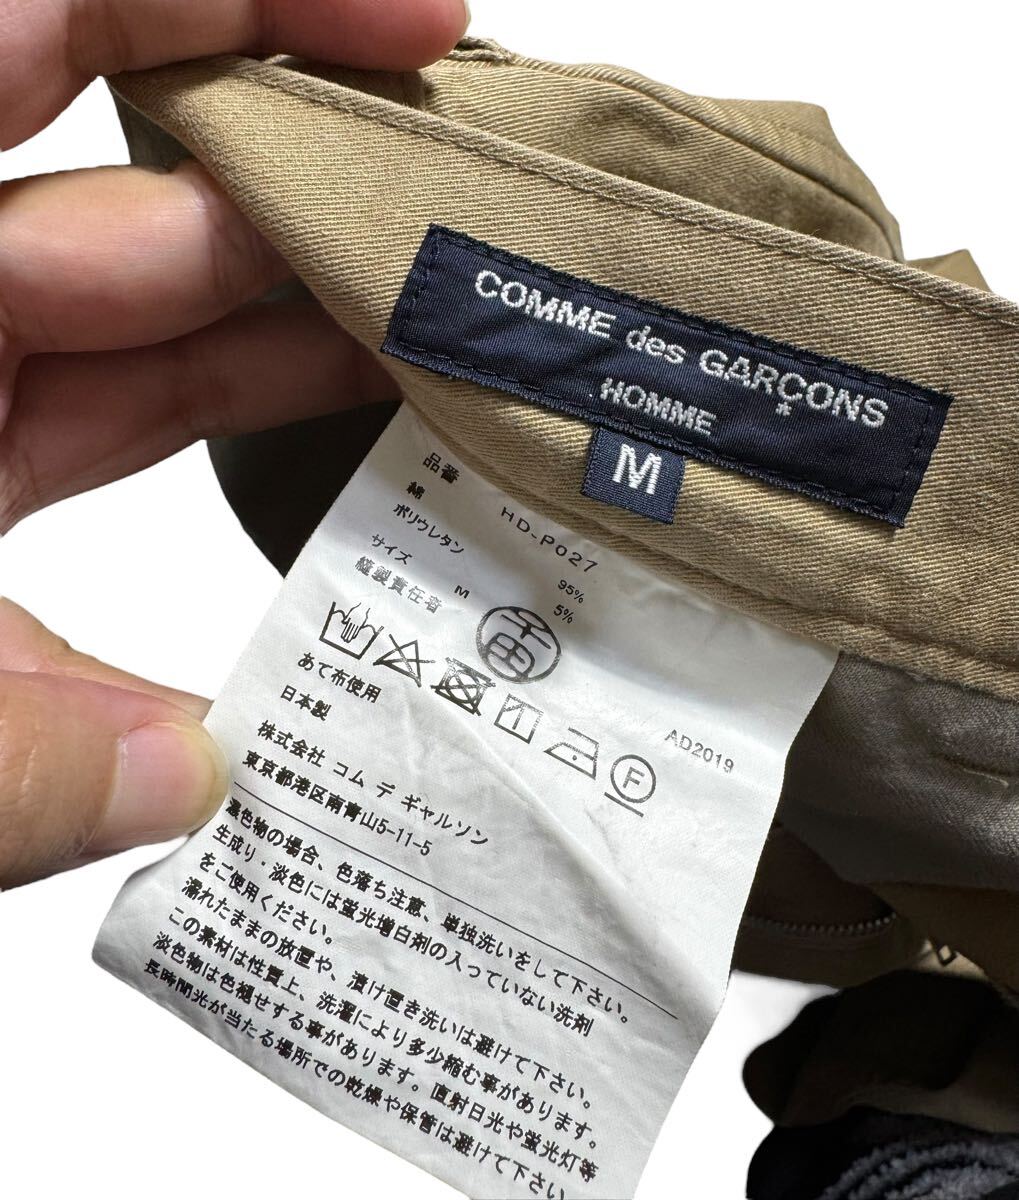 COMME des GARÇONS
HOMME
M
品番 HD-P027
綿 95%
ポリウレタン 5%
サイズ M
縫製責任者
あて布使用
日本製
F
AD2019
株式会社 コム デ ギャルソン
東京都港区南青山5-11-5
濃色物の場合、色落ち注意、単独洗いをして下さい。
生成り・淡色には蛍光増白剤の入っていない洗剤
をご使用ください。
濡れたままの放置や、漬け置き洗いは避けて下さい。
この素材は性質上、洗濯により多少縮む事があります。
淡色物は色褪せする事があります。直射日光や蛍光灯等
長時間光が当たる場所での乾燥や保管は避けて下さい